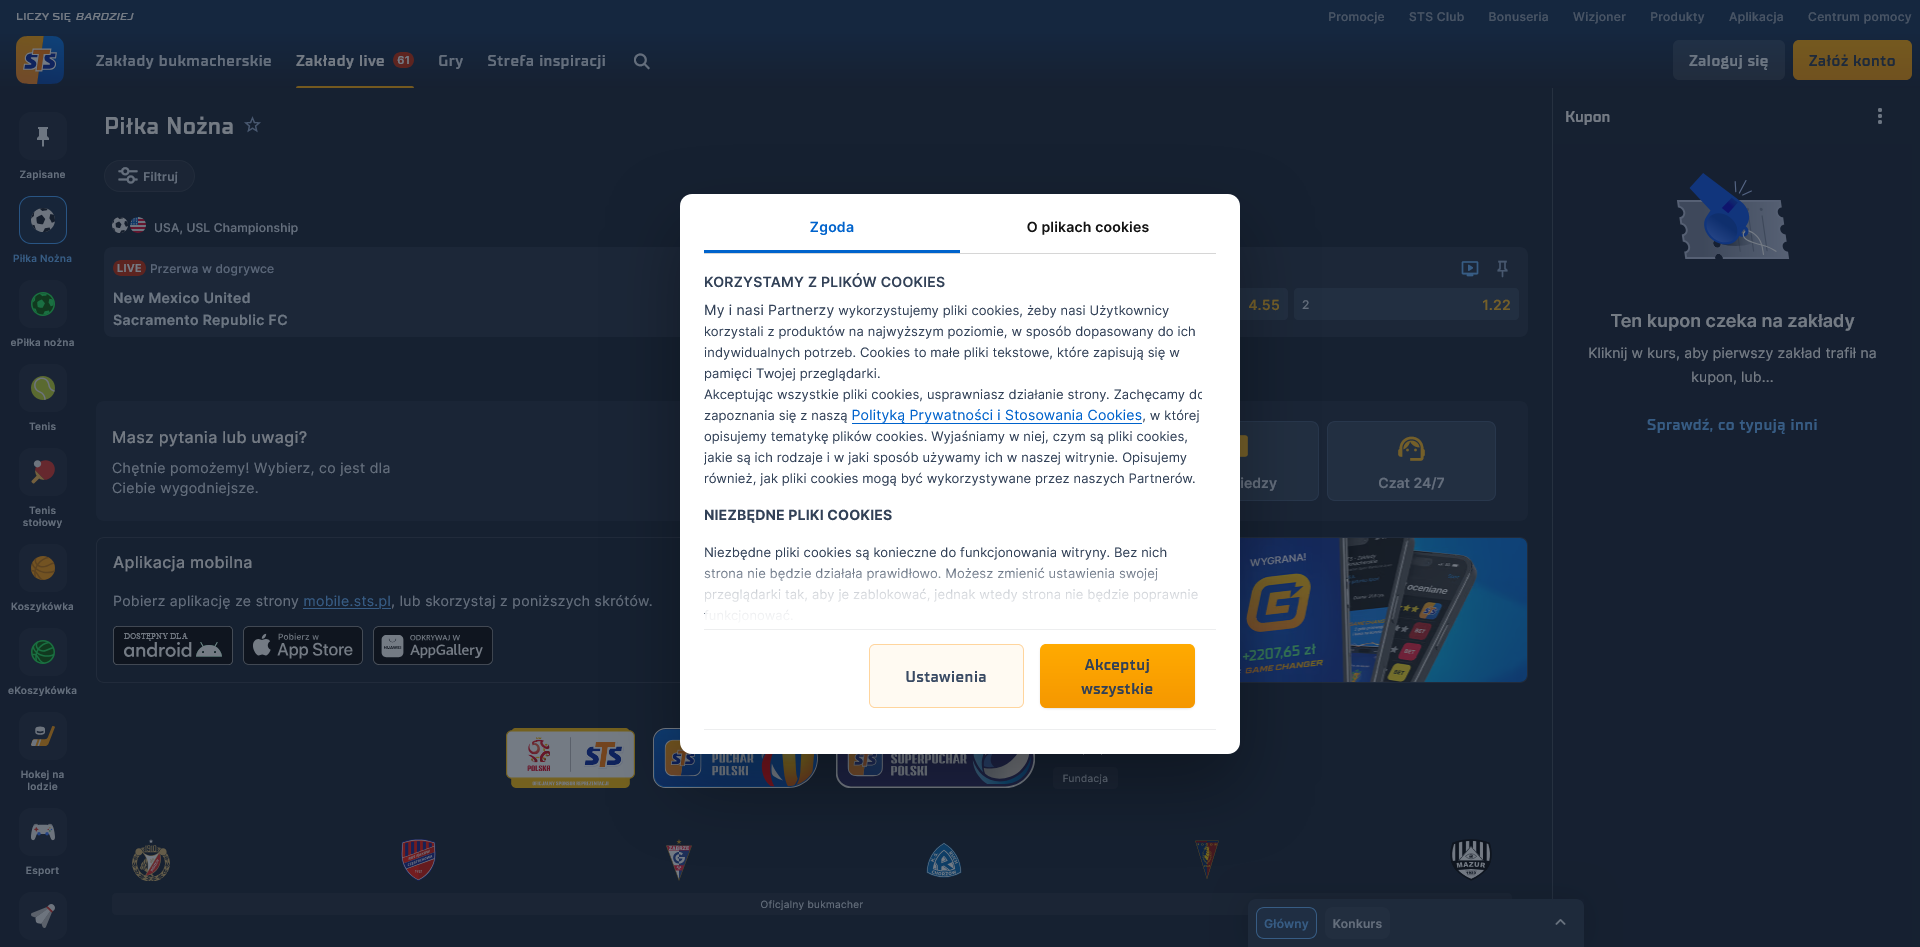 LICZY SIĘ BARDZIEJ
Promocje
STS Club
Bonuseria
Wizjoner
Produkty
Aplikacja
Centrum pomocy
STS
Zakłady bukmacherskie
Zakłady live 61
Gry
Strefa inspiracji
Zaloguj się
Załóż konto
Zapisane
Piłka Nożna
ePiłka nożna
Tenis
Tenis
stołowy
Koszykówka
eKoszykówka
Hokej na
lodzie
Esport
Piłka Nożna
Filtruj
USA, USL Championship
LIVE Przerwa w dogrywce
New Mexico United
Sacramento Republic FC
4.55
2 1.22
Masz pytania lub uwagi?
Chętnie pomożemy! Wybierz, co jest dla
Ciebie wygodniejsze.
iedzy
Czat 24/7
Aplikacja mobilna
Pobierz aplikację ze strony mobile.sts.pl, lub skorzystaj z poniższych skrótów.
DOSTĘPNY DLA
android
Pobierz w
App Store
ODKRYWAJ W
AppGallery
WYGRANA!
+2207,65 zł
GAME CHANGER
oceniane
Zgoda
O plikach cookies
KORZYSTAMY Z PLIKÓW COOKIES
My i nasi Partnerzy wykorzystujemy pliki cookies, żeby nasi Użytkownicy
korzystali z produktów na najwyższym poziomie, w sposób dopasowany do ich
indywidualnych potrzeb. Cookies to małe pliki tekstowe, które zapisują się w
pamięci Twojej przeglądarki.
Akceptując wszystkie pliki cookies, usprawniasz działanie strony. Zachęcamy do
zapoznania się z naszą Polityką Prywatności i Stosowania Cookies, w której
opisujemy tematykę plików cookies. Wyjaśniamy w niej, czym są pliki cookies,
jakie są ich rodzaje i w jaki sposób używamy ich w naszej witrynie. Opisujemy
również, jak pliki cookies mogą być wykorzystywane przez naszych Partnerów.
NIEZBĘDNE PLIKI COOKIES
Niezbędne pliki cookies są konieczne do funkcjonowania witryny. Bez nich
strona nie będzie działała prawidłowo. Możesz zmienić ustawienia swojej
przeglądarki tak, aby je zablokować, jednak wtedy strona nie będzie poprawnie
funkcjonować.
Ustawienia
Akceptuj
wszystkie
POLSKA
STS
STS
PUCHAR
POLSKI
STS
SUPERPUCHAR
POLSKI
Fundacja
MAZUR
Oficjalny bukmacher
Kupon
Ten kupon czeka na zakłady
Kliknij w kurs, aby pierwszy zakład trafił na
kupon, lub...
Sprawdź, co typują inni
Główny
Konkurs